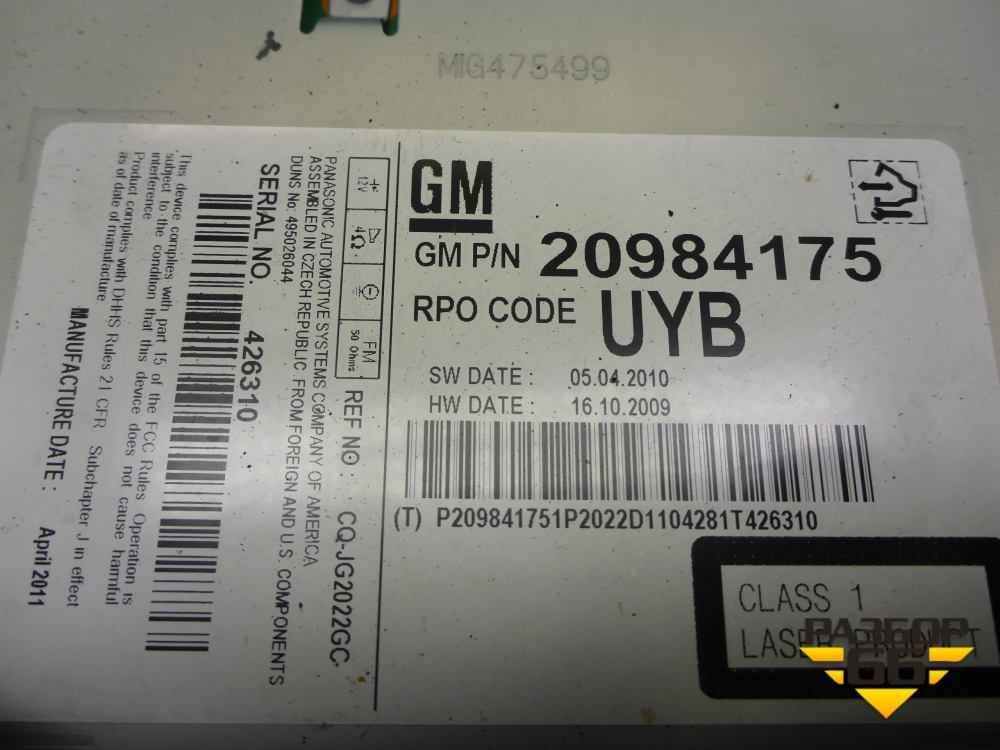 MIG475499
GM
GM P/N 20984175
RPO CODE UYB
SW DATE : 05.04.2010
HW DATE : 16.10.2009
(T) P209841751P2022D1104281T426310
CLASS 1
LASER PRODUCT
РАЗБОР
66
12V
4Ω
FM
50 Ohms
REF NO. CQ-JG2022GC
PANASONIC AUTOMOTIVE SYSTEMS COMPANY OF AMERICA
ASSEMBLED IN CZECH REPUBLIC FROM FOREIGN AND U.S. COMPONENTS
DUNS No: 495026044
SERIAL NO. 426310
This device complies with part 15 of the FCC Rules Operation is
subject to the condition that this device does not cause harmful
interference
Product complies with DHHS Rules 21 CFR Subchapter J in effect
as of date of manufacture
MANUFACTURE DATE : April 2011